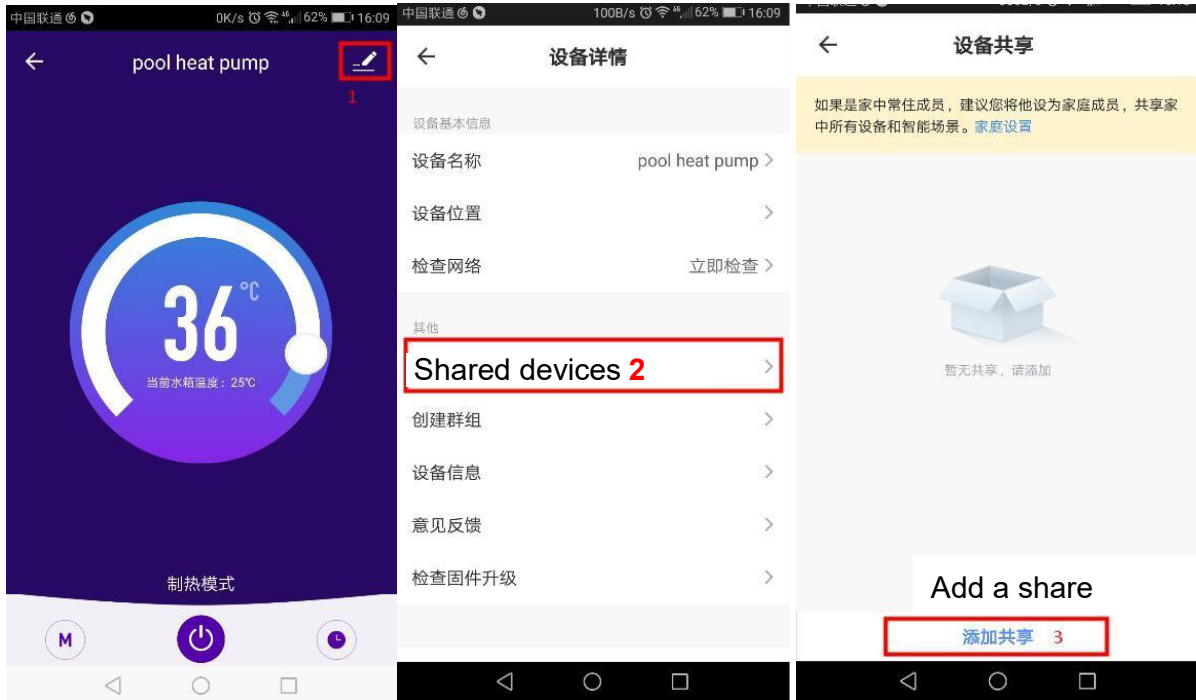 中国联通 0K/s 46 62% 16:09
pool heat pump
1
36 °C
当前水箱温度：25℃
制热模式
M
中国联通 100B/s 46 62% 16:09
设备详情
设备基本信息
设备名称 pool heat pump
设备位置
检查网络 立即检查
其他
Shared devices 2
创建群组
设备信息
意见反馈
检查固件升级
设备共享
如果是家中常住成员，建议您将他设为家庭成员，共享家
中所有设备和智能场景。家庭设置
暂无共享，请添加
Add a share
添加共享 3